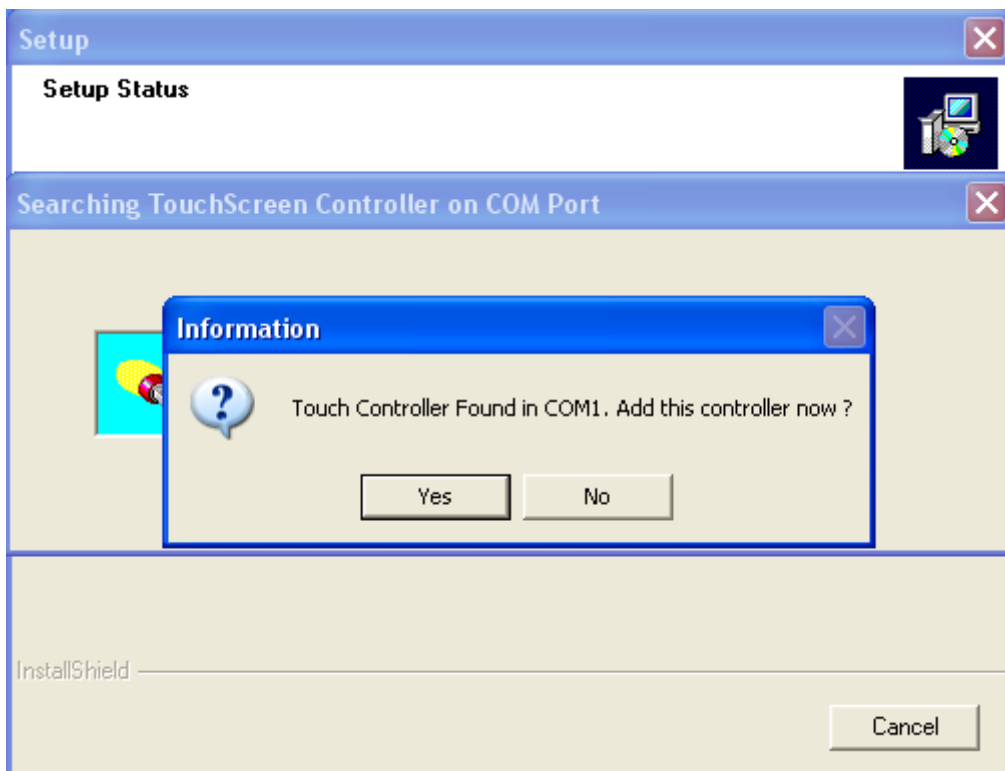 Setup
Setup Status
Searching TouchScreen Controller on COM Port
Information
Touch Controller Found in COM1. Add this controller now ?
Yes
No
InstallShield
Cancel